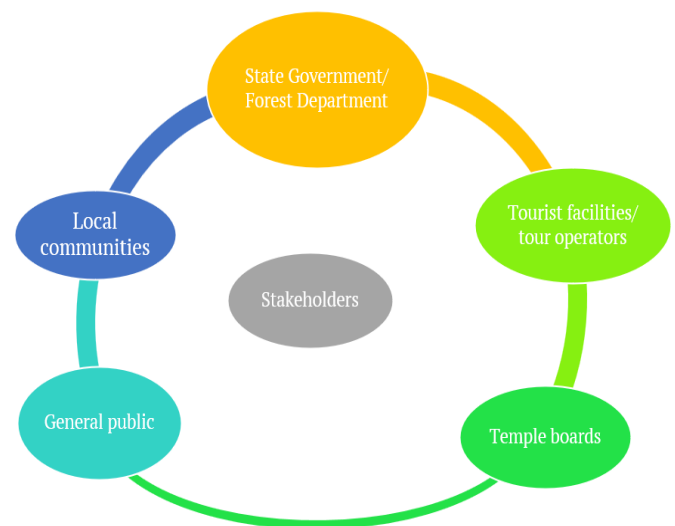 State Government/
Forest Department
Tourist facilities/
tour operators
Temple boards
General public
Local
communities
Stakeholders